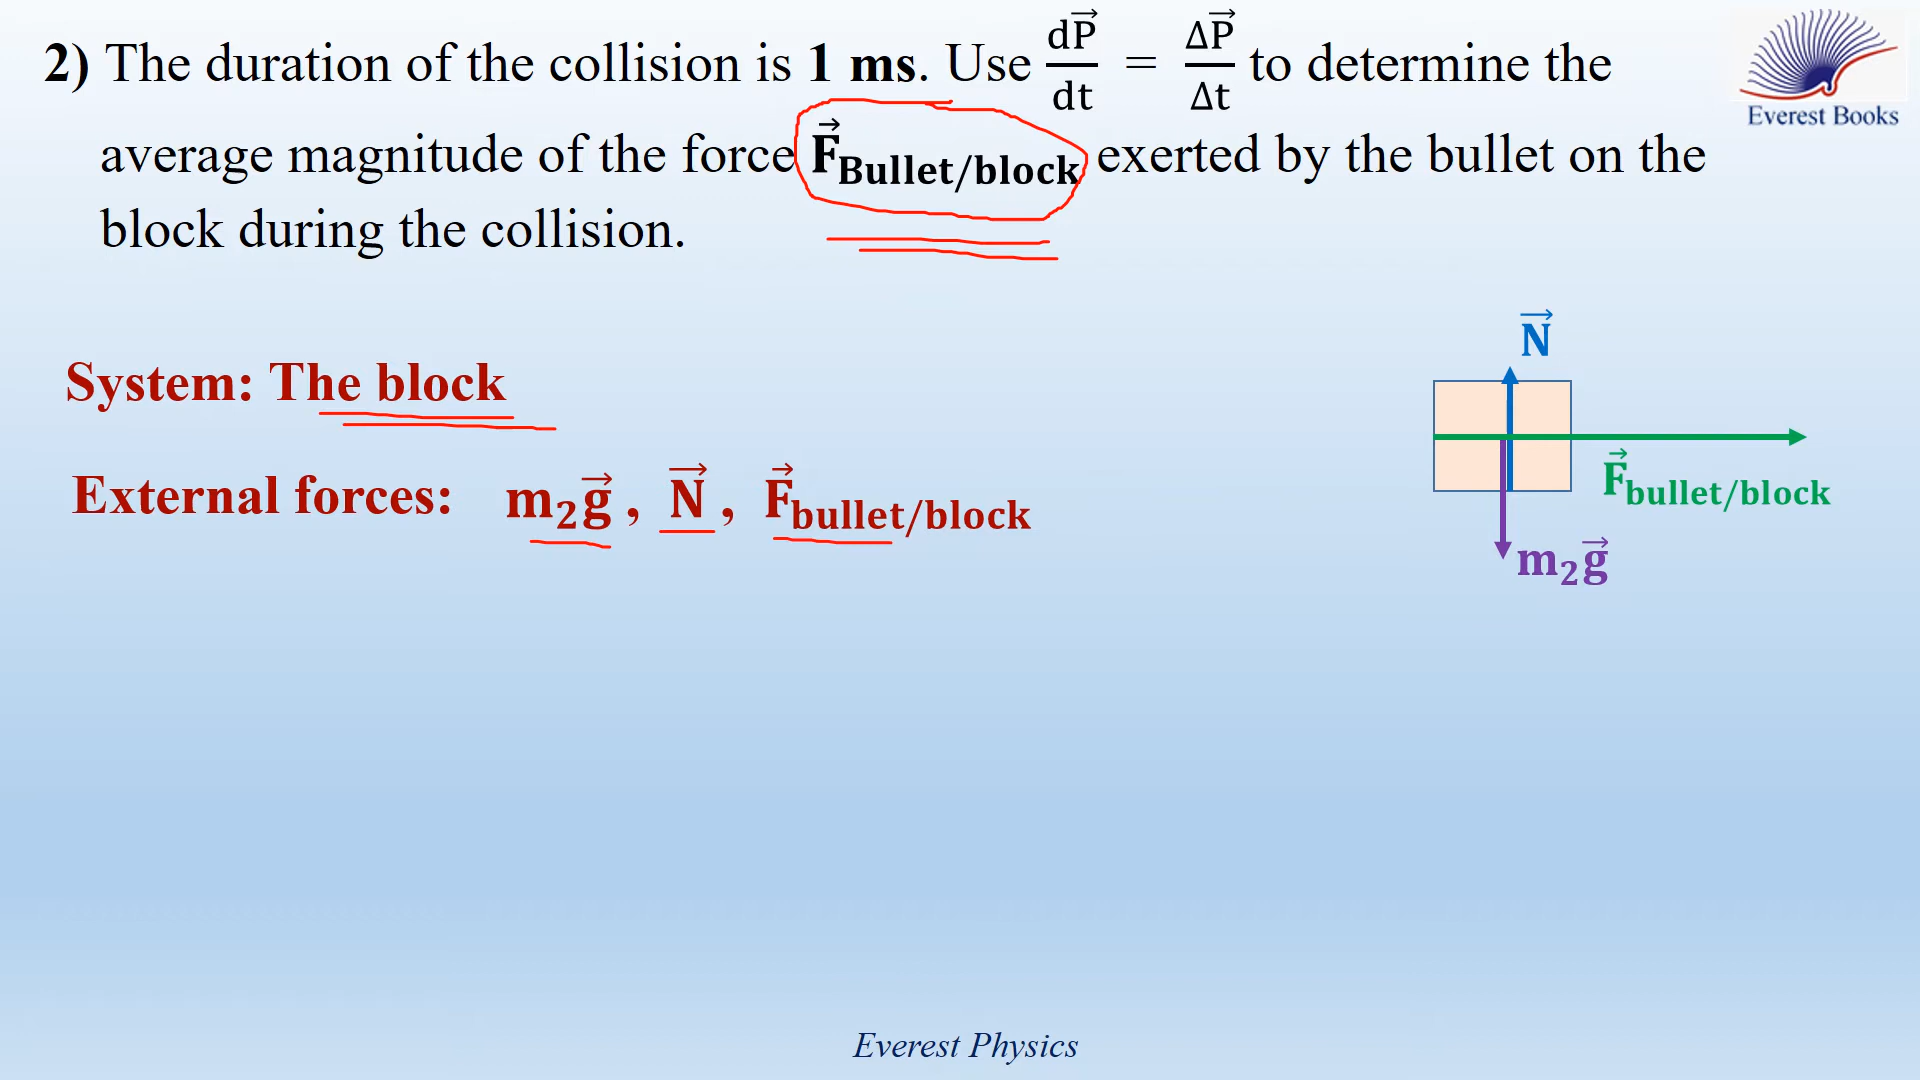 2) The duration of the collision is 1 ms. Use dP⃗/dt = ΔP⃗/Δt to determine the
average magnitude of the force F⃗Bullet/block exerted by the bullet on the
block during the collision.
Everest Books
System: The block
External forces: m₂g⃗ , N⃗ , F⃗bullet/block
N⃗
F⃗bullet/block
m₂g⃗
Everest Physics